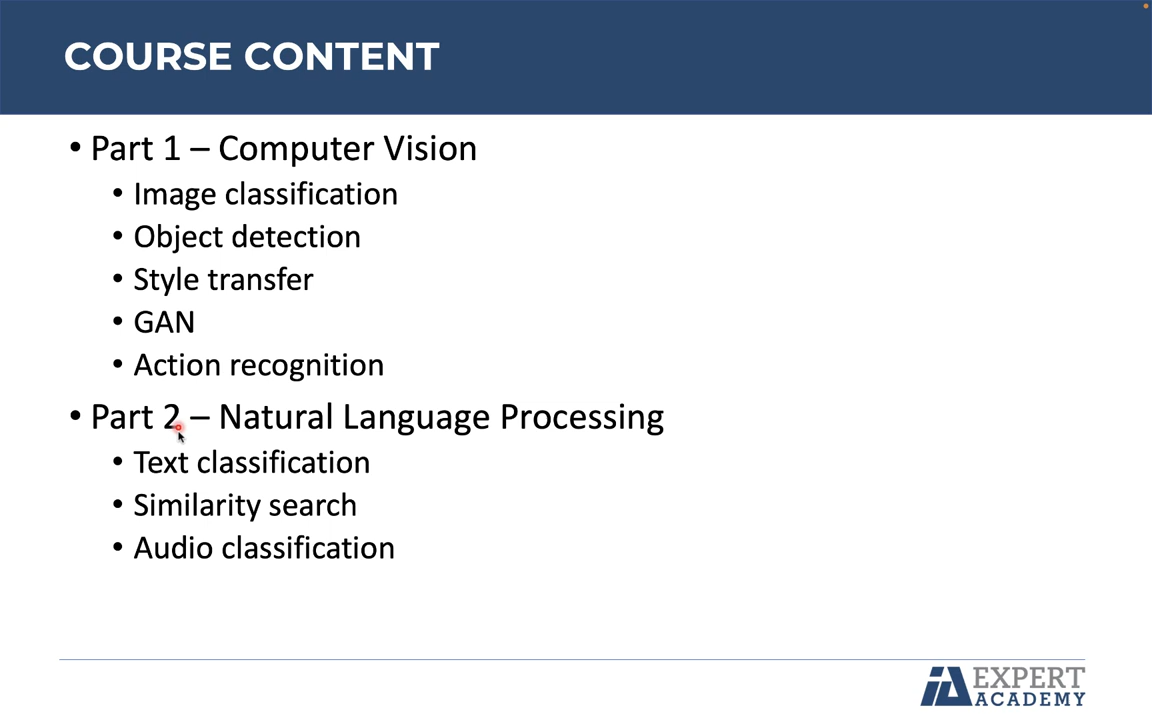 COURSE CONTENT
• Part 1 – Computer Vision
• Image classification
• Object detection
• Style transfer
• GAN
• Action recognition
• Part 2 – Natural Language Processing
• Text classification
• Similarity search
• Audio classification
IA EXPERT
ACADEMY